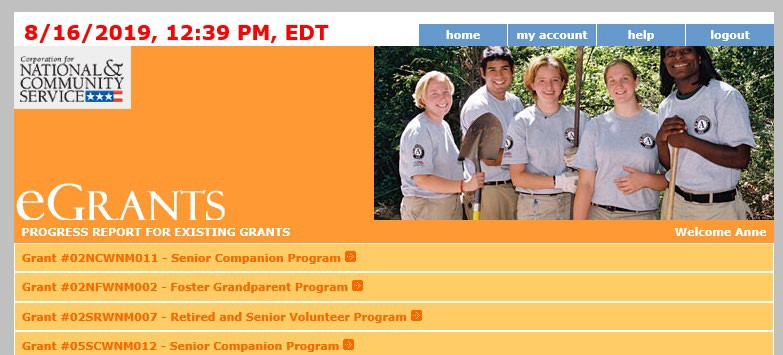 8/16/2019, 12:39 PM, EDT
home my account help logout
Corporation for
NATIONAL &
COMMUNITY
SERVICE
eGRANTS
PROGRESS REPORT FOR EXISTING GRANTS Welcome Anne
Grant #02NCWNM011 - Senior Companion Program
Grant #02NFWNM002 - Foster Grandparent Program
Grant #02SRWNM007 - Retired and Senior Volunteer Program
Grant #05SCWNM012 - Senior Companion Program